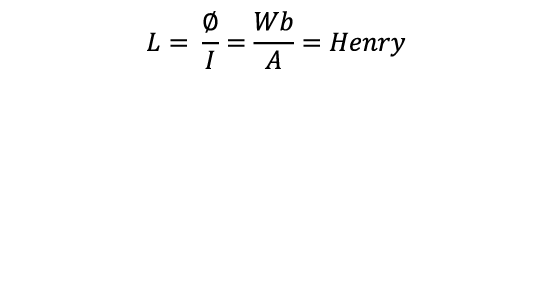 L = ∅/I = Wb/A = Henry